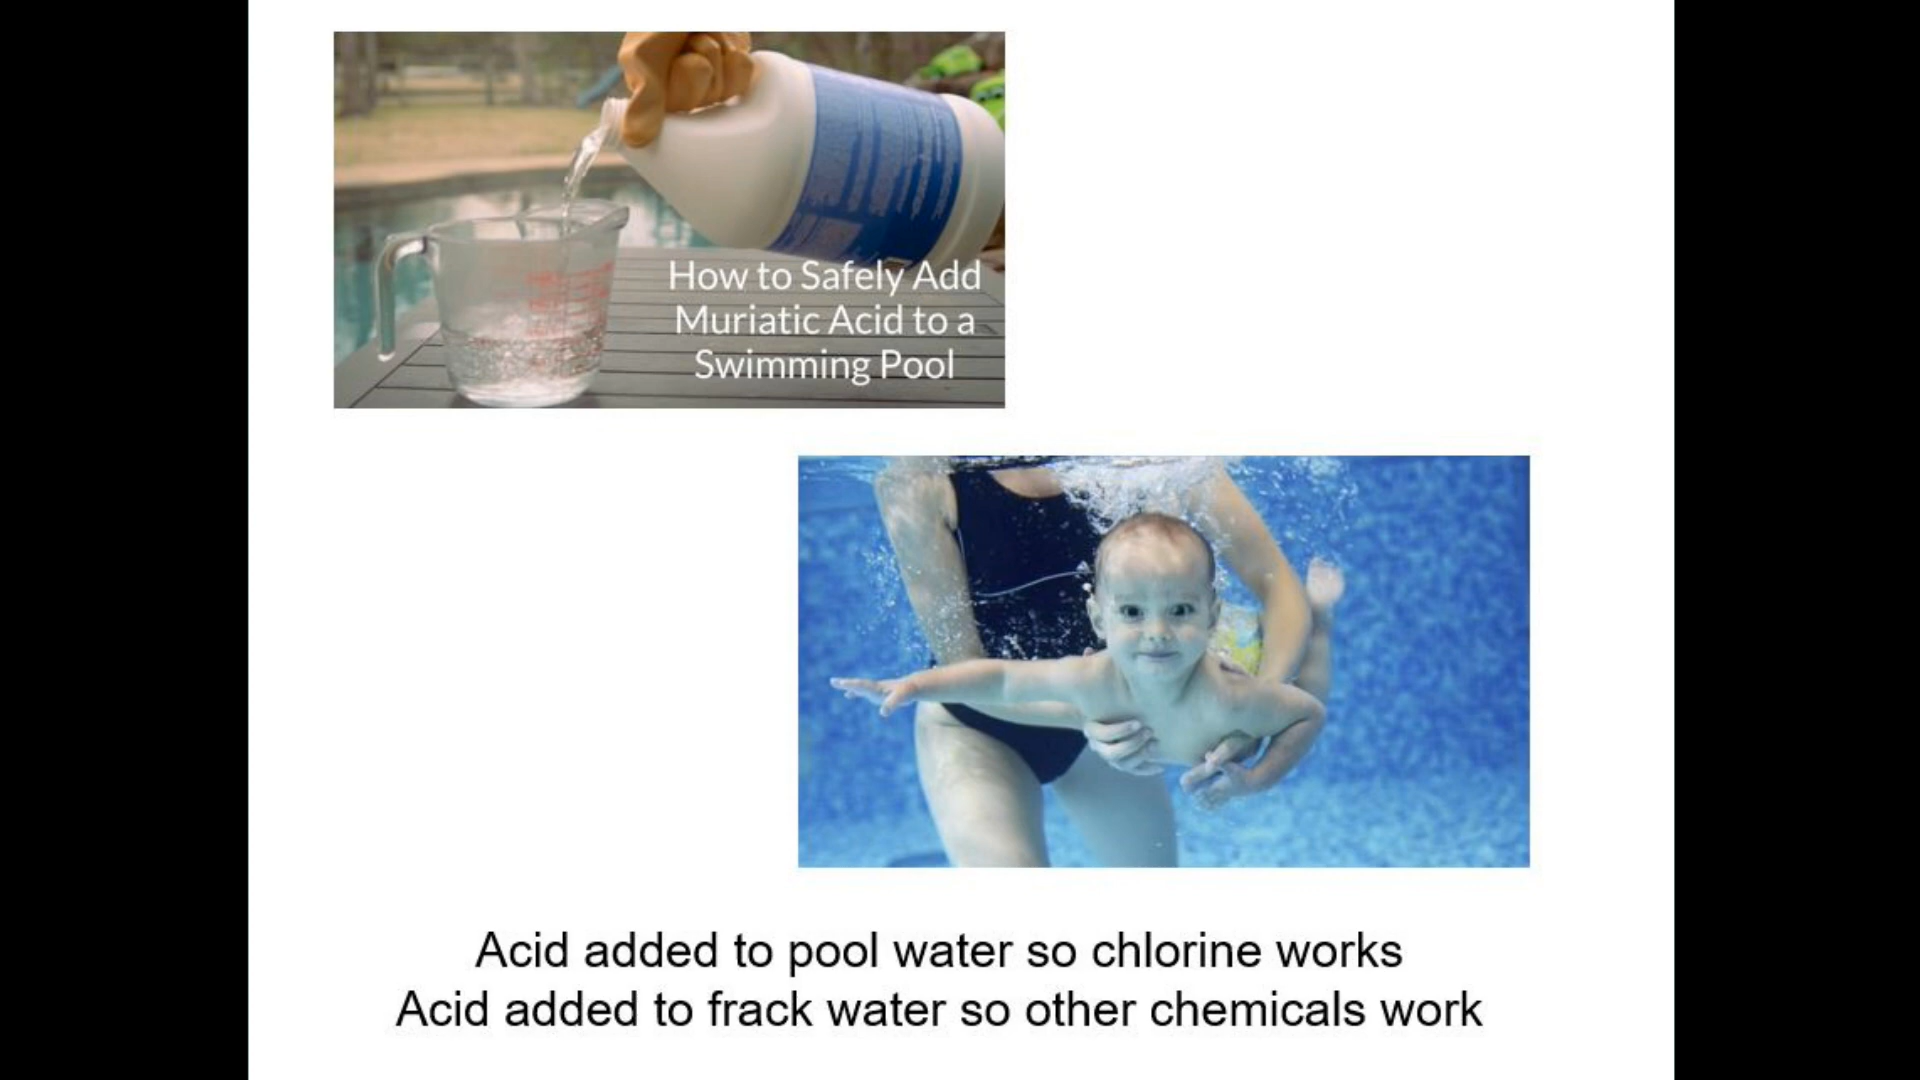 How to Safely Add
Muriatic Acid to a
Swimming Pool
Acid added to pool water so chlorine works
Acid added to frack water so other chemicals work